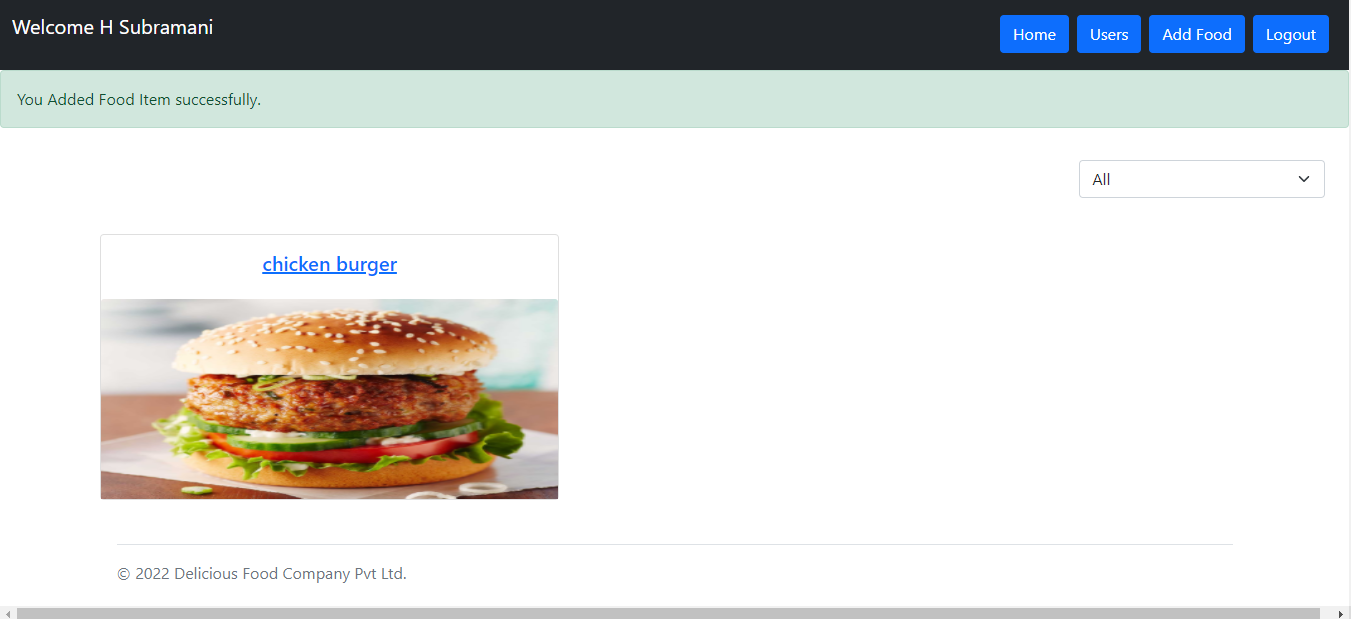 Welcome H Subramani
Home
Users
Add Food
Logout
You Added Food Item successfully.
All
chicken burger
© 2022 Delicious Food Company Pvt Ltd.